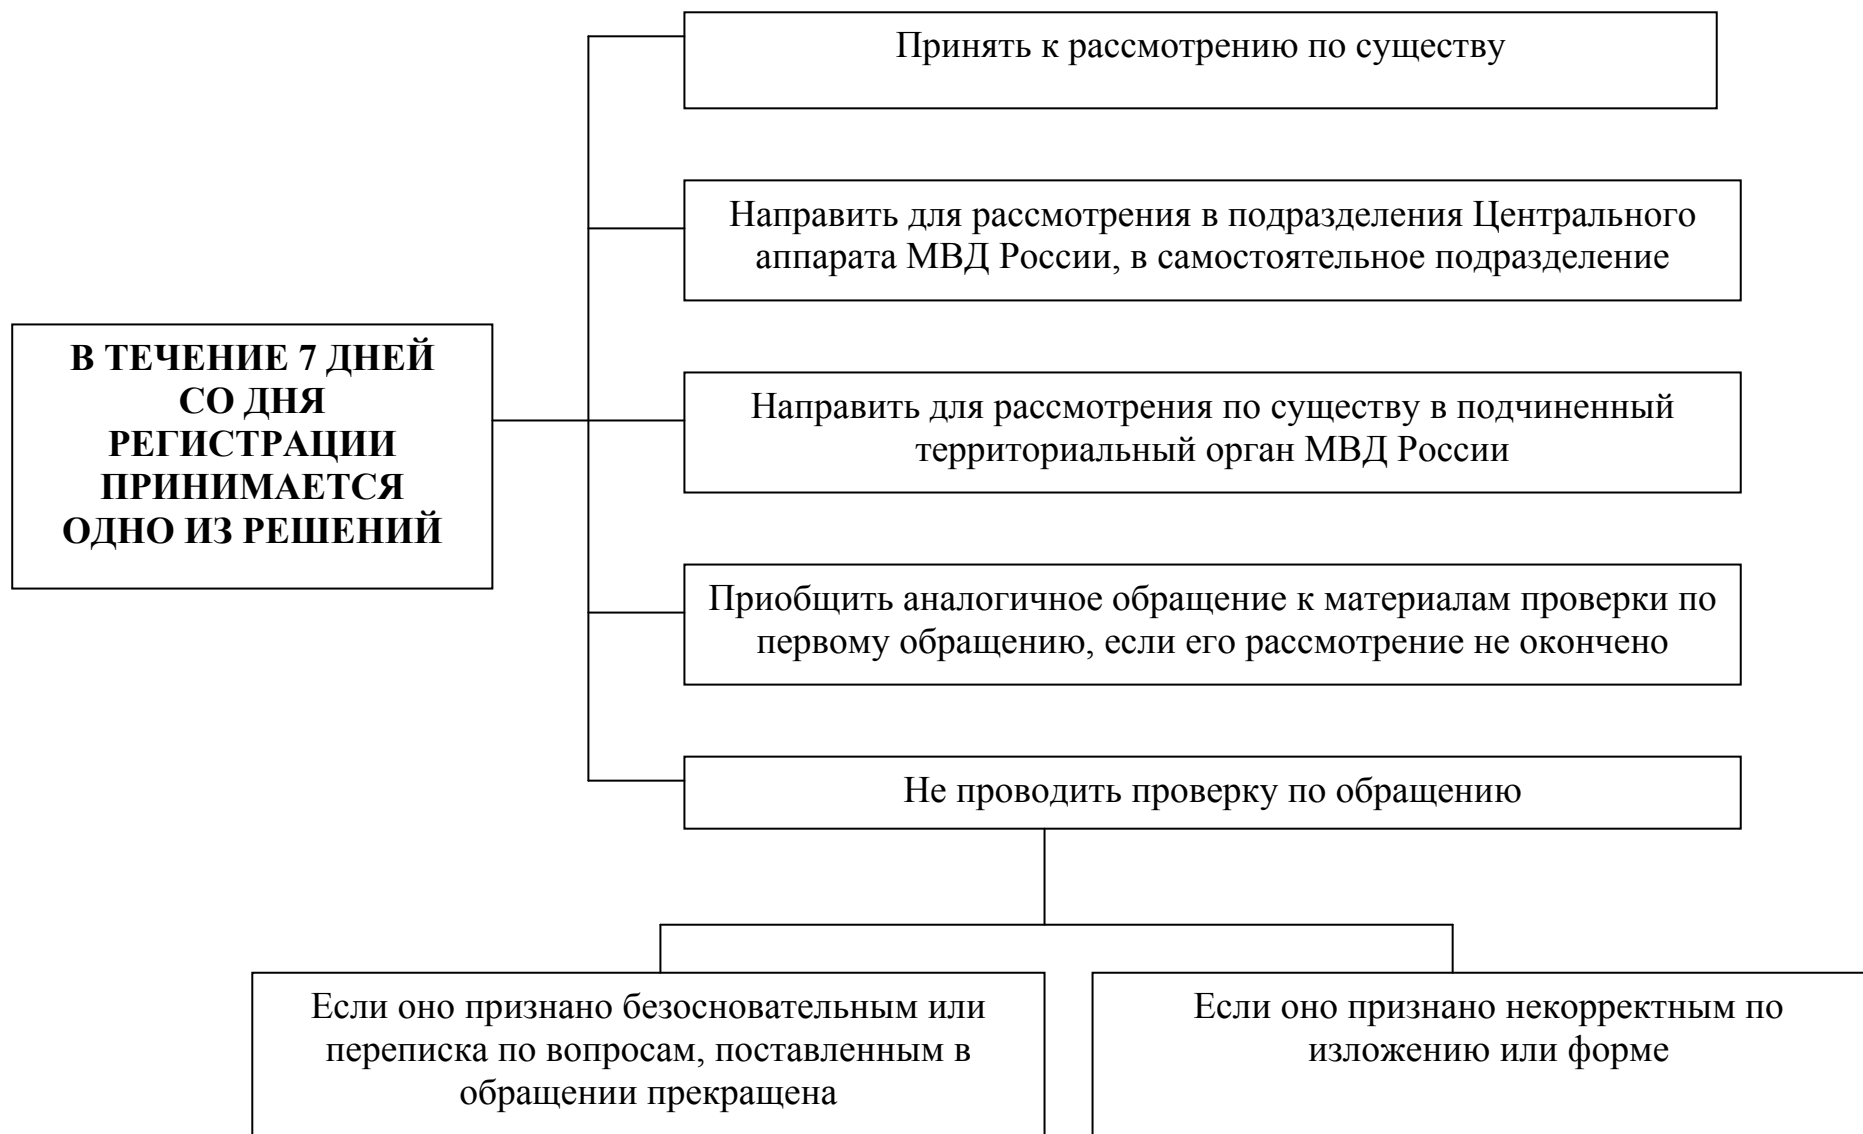 Принять к рассмотрению по существу
Направить для рассмотрения в подразделения Центрального
аппарата МВД России, в самостоятельное подразделение
В ТЕЧЕНИЕ 7 ДНЕЙ
СО ДНЯ
РЕГИСТРАЦИИ
ПРИНИМАЕТСЯ
ОДНО ИЗ РЕШЕНИЙ
Направить для рассмотрения по существу в подчиненный
территориальный орган МВД России
Приобщить аналогичное обращение к материалам проверки по
первому обращению, если его рассмотрение не окончено
Не проводить проверку по обращению
Если оно признано безосновательным или
переписка по вопросам, поставленным в
обращении прекращена
Если оно признано некорректным по
изложению или форме